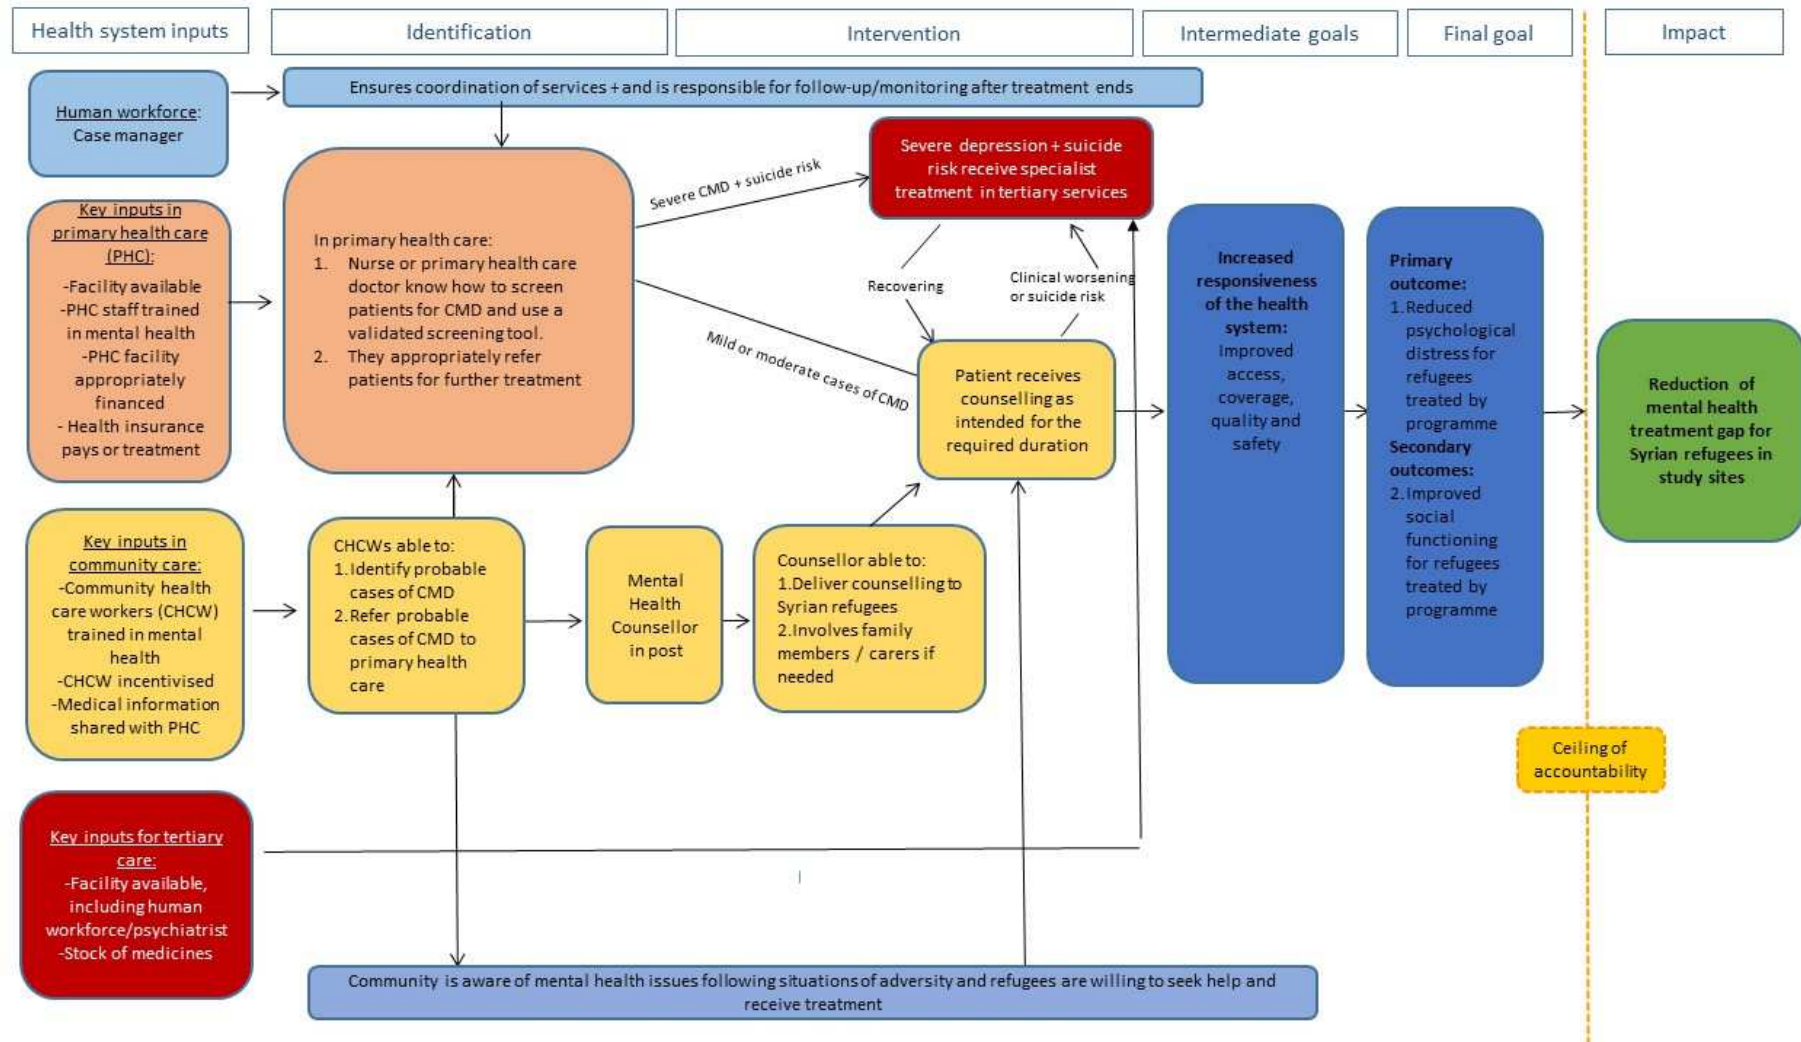 Health system inputs
Identification
Intervention
Intermediate goals
Final goal
Impact
Human workforce:
Case manager
Ensures coordination of services + and is responsible for follow-up/monitoring after treatment ends
Key inputs in
primary health care
(PHC):
-Facility available
-PHC staff trained
in mental health
-PHC facility
appropriately
financed
- Health insurance
pays or treatment
In primary health care:
1. Nurse or primary health care
doctor know how to screen
patients for CMD and use a
validated screening tool.
2. They appropriately refer
patients for further treatment
Severe CMD + suicide risk
Mild or moderate cases of CMD
Severe depression + suicide
risk receive specialist
treatment in tertiary services
Recovering
Clinical worsening
or suicide risk
Patient receives
counselling as
intended for the
required duration
Increased
responsiveness
of the health
system:
Improved
access,
coverage,
quality and
safety
Primary
outcome:
1. Reduced
psychological
distress for
refugees
treated by
programme
Secondary
outcomes:
2. Improved
social
functioning
for refugees
treated by
programme
Reduction of
mental health
treatment gap for
Syrian refugees in
study sites
Key inputs in
community care:
-Community health
care workers (CHCW)
trained in mental
health
-CHCW incentivised
-Medical information
shared with PHC
CHCWs able to:
1. Identify probable
cases of CMD
2. Refer probable
cases of CMD to
primary health
care
Mental
Health
Counsellor
in post
Counsellor able to:
1. Deliver counselling to
Syrian refugees
2. Involves family
members / carers if
needed
Ceiling of
accountability
Key inputs for tertiary
care:
-Facility available,
including human
workforce/psychiatrist
-Stock of medicines
Community is aware of mental health issues following situations of adversity and refugees are willing to seek help and
receive treatment